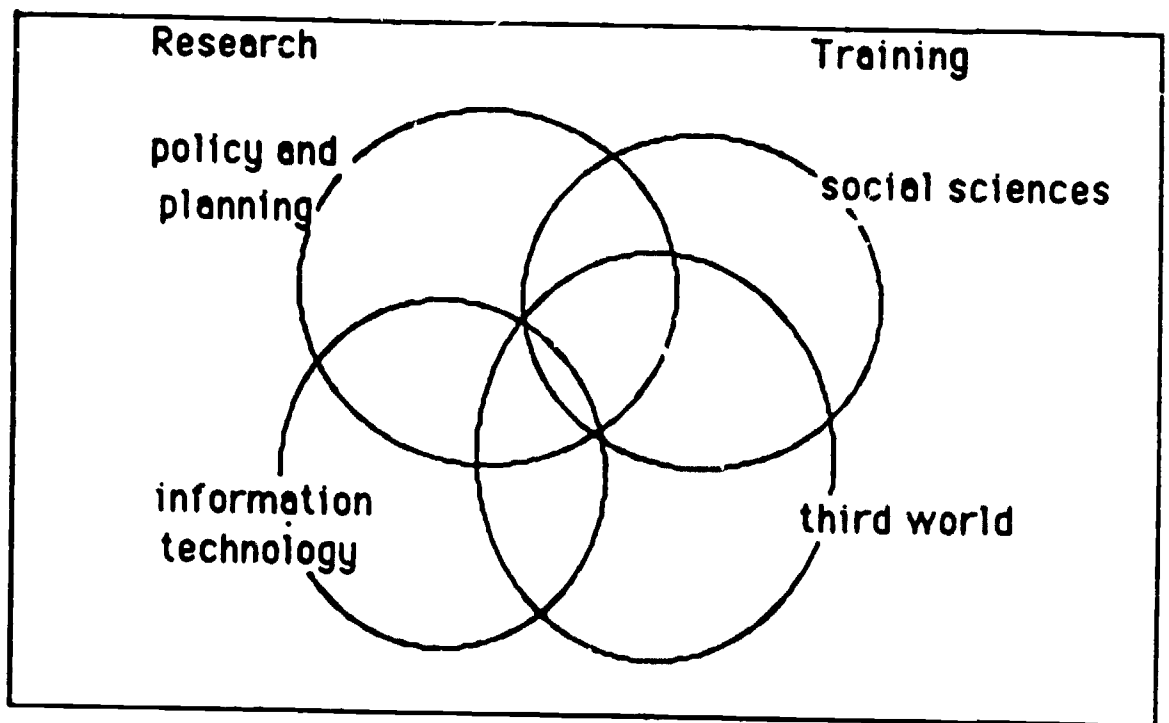 Research
Training
policy and
planning
social sciences
information
technology
third world